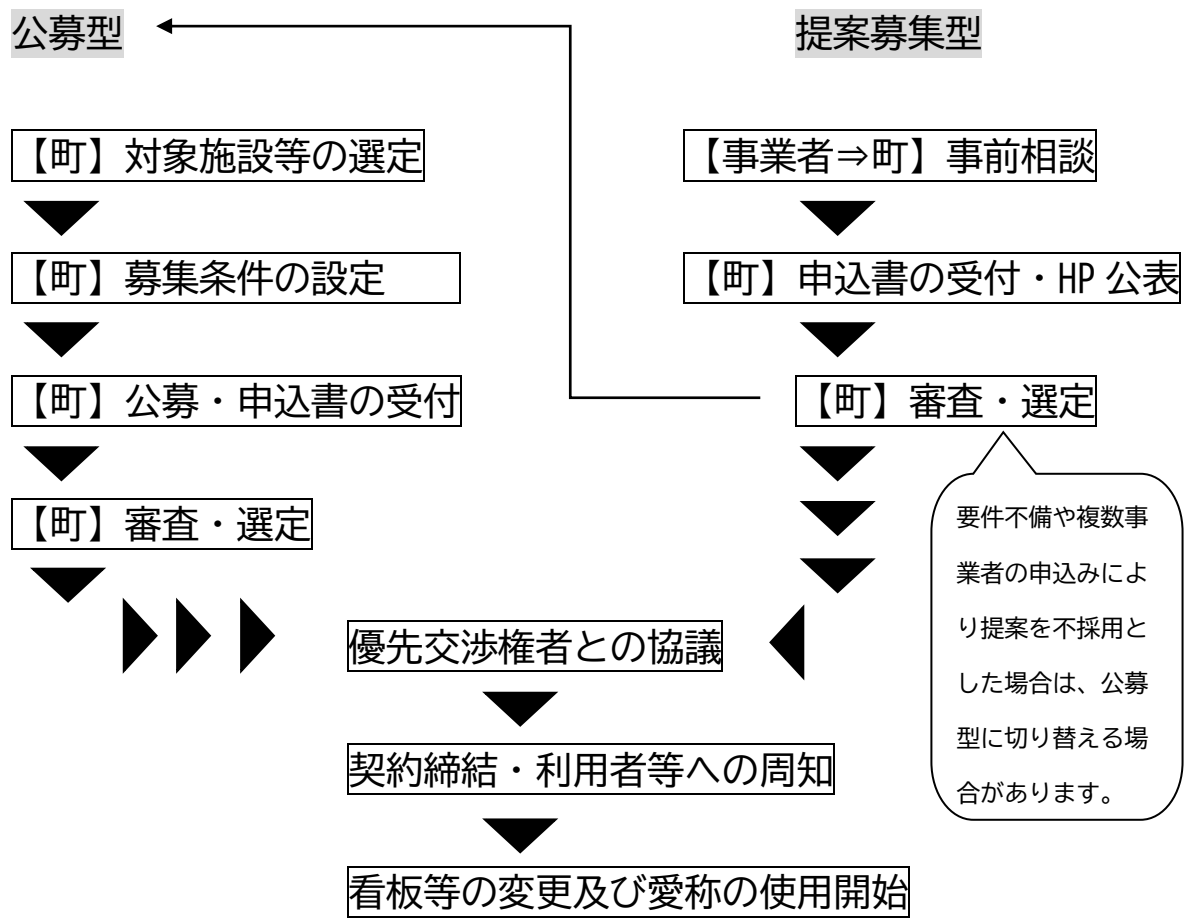 公募型
提案募集型
【町】対象施設等の選定
【事業者⇒町】事前相談
【町】募集条件の設定
【町】申込書の受付・HP公表
【町】公募・申込書の受付
【町】審査・選定
【町】審査・選定
要件不備や複数事
業者の申込みによ
り提案を不採用と
した場合は、公募
型に切り替える場
合があります。
優先交渉権者との協議
契約締結・利用者等への周知
看板等の変更及び愛称の使用開始